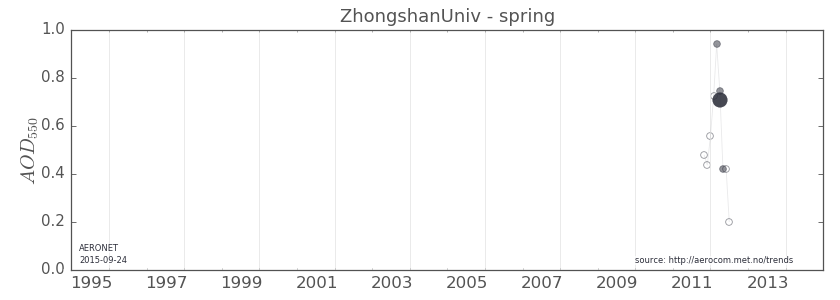 ZhongshanUniv - spring
1.0
0.8
0.6
0.4
0.2
0.0
AOD550
AERONET
2015-09-24
source: http://aerocom.met.no/trends
1995 1997 1999 2001 2003 2005 2007 2009 2011 2013